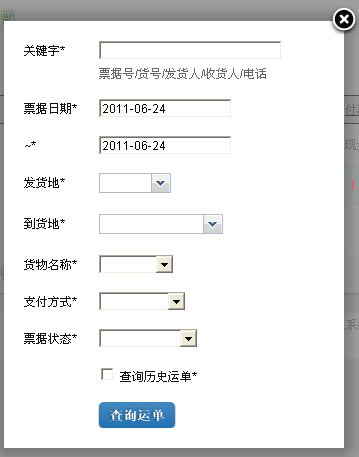 关键字*
票据号/货号/发货人/收货人/电话
票据日期* 2011-06-24
~* 2011-06-24
发货地*
到货地*
货物名称*
支付方式*
票据状态*
查询历史运单*
查询运单